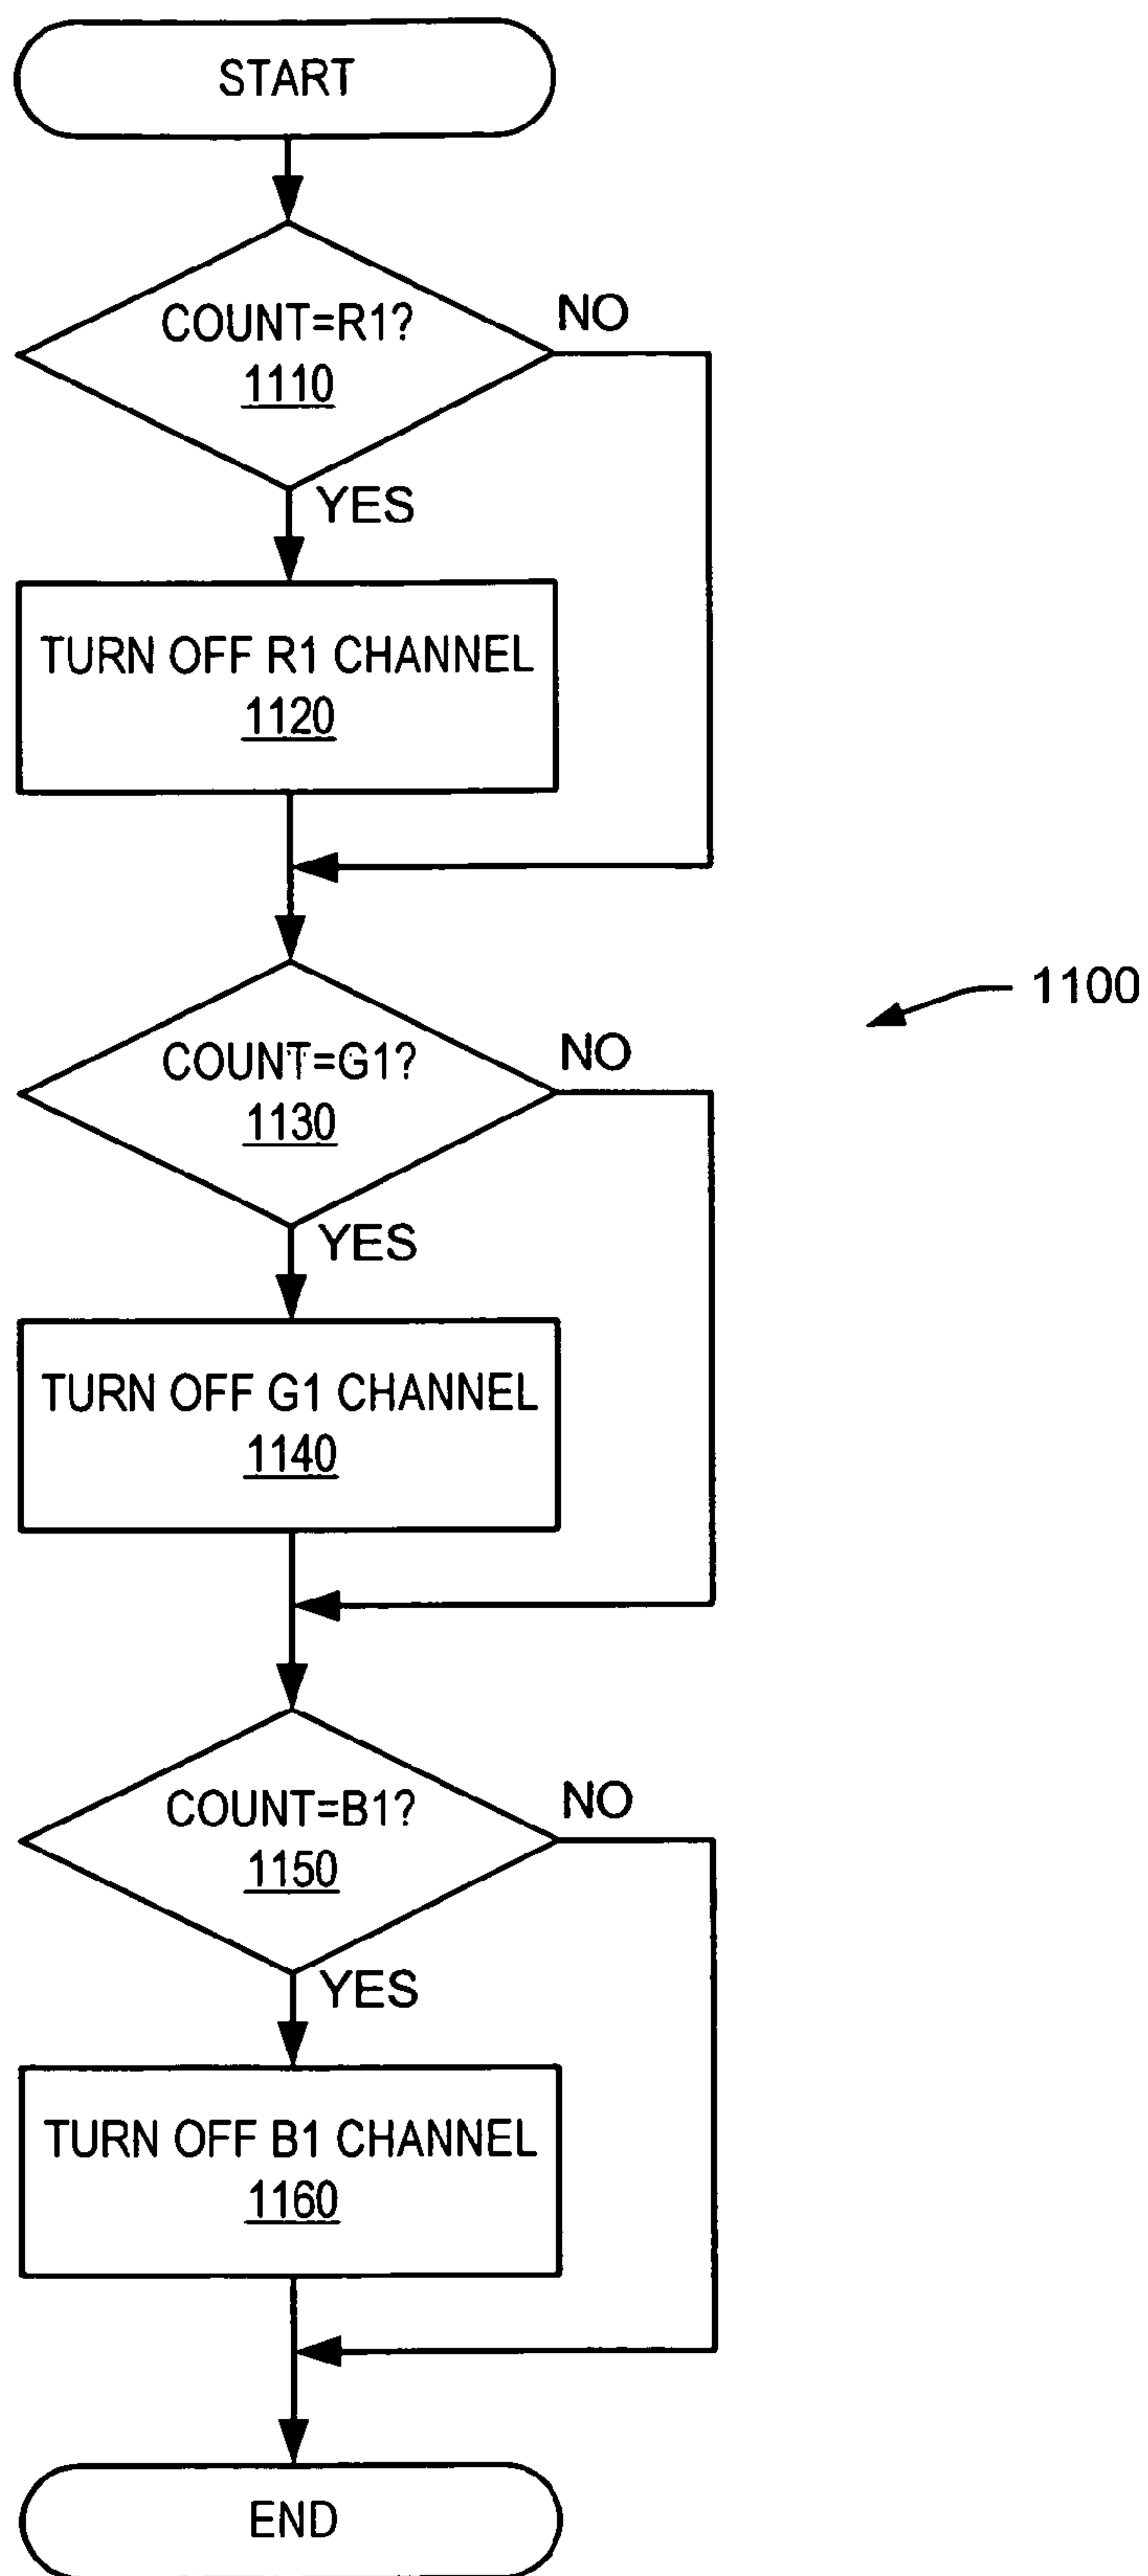 START
COUNT=R1?
1110
NO
YES
TURN OFF R1 CHANNEL
1120
1100
COUNT=G1?
1130
NO
YES
TURN OFF G1 CHANNEL
1140
COUNT=B1?
1150
NO
YES
TURN OFF B1 CHANNEL
1160
END